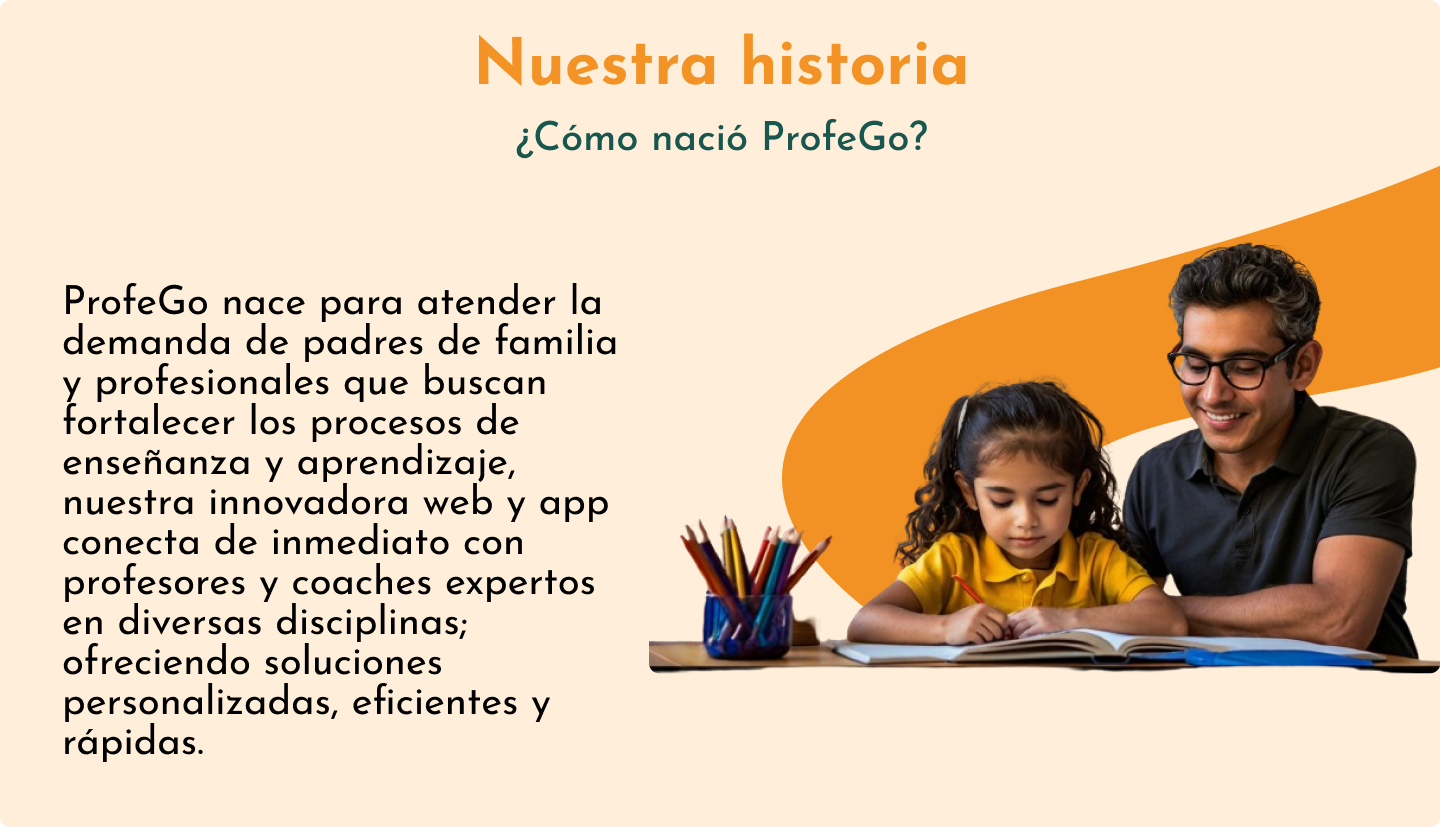 Nuestra historia
¿Cómo nació ProfeGo?
ProfeGo nace para atender la
demanda de padres de familia
y profesionales que buscan
fortalecer los procesos de
enseñanza y aprendizaje,
nuestra innovadora web y app
conecta de inmediato con
profesores y coaches expertos
en diversas disciplinas;
ofreciendo soluciones
personalizadas, eficientes y
rápidas.